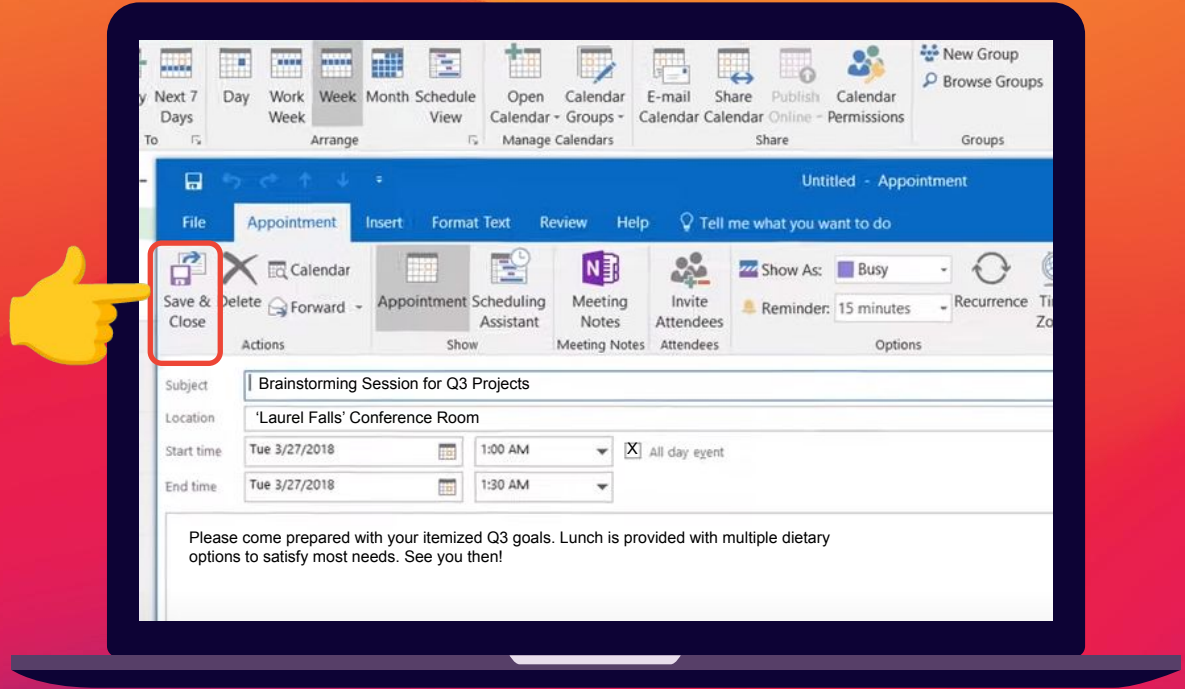 y Next 7 Day Work Week Month Schedule Open Calendar E-mail Share Publish Calendar New Group
Days Week View Calendar Groups Calendar Calendar Online Permissions Browse Groups
To Arrange Manage Calendars Share Groups
Untitled - Appointment
File Appointment Insert Format Text Review Help Tell me what you want to do
Save & Close
Delete
Calendar
Forward
Actions
Appointment
Scheduling Assistant
Show
N
Meeting Notes
Meeting Notes
Invite Attendees
Attendees
Show As: Busy
Reminder: 15 minutes
Recurrence
Options
Subject Brainstorming Session for Q3 Projects
Location ‘Laurel Falls’ Conference Room
Start time Tue 3/27/2018 1:00 AM X All day event
End time Tue 3/27/2018 1:30 AM
Please come prepared with your itemized Q3 goals. Lunch is provided with multiple dietary
options to satisfy most needs. See you then!